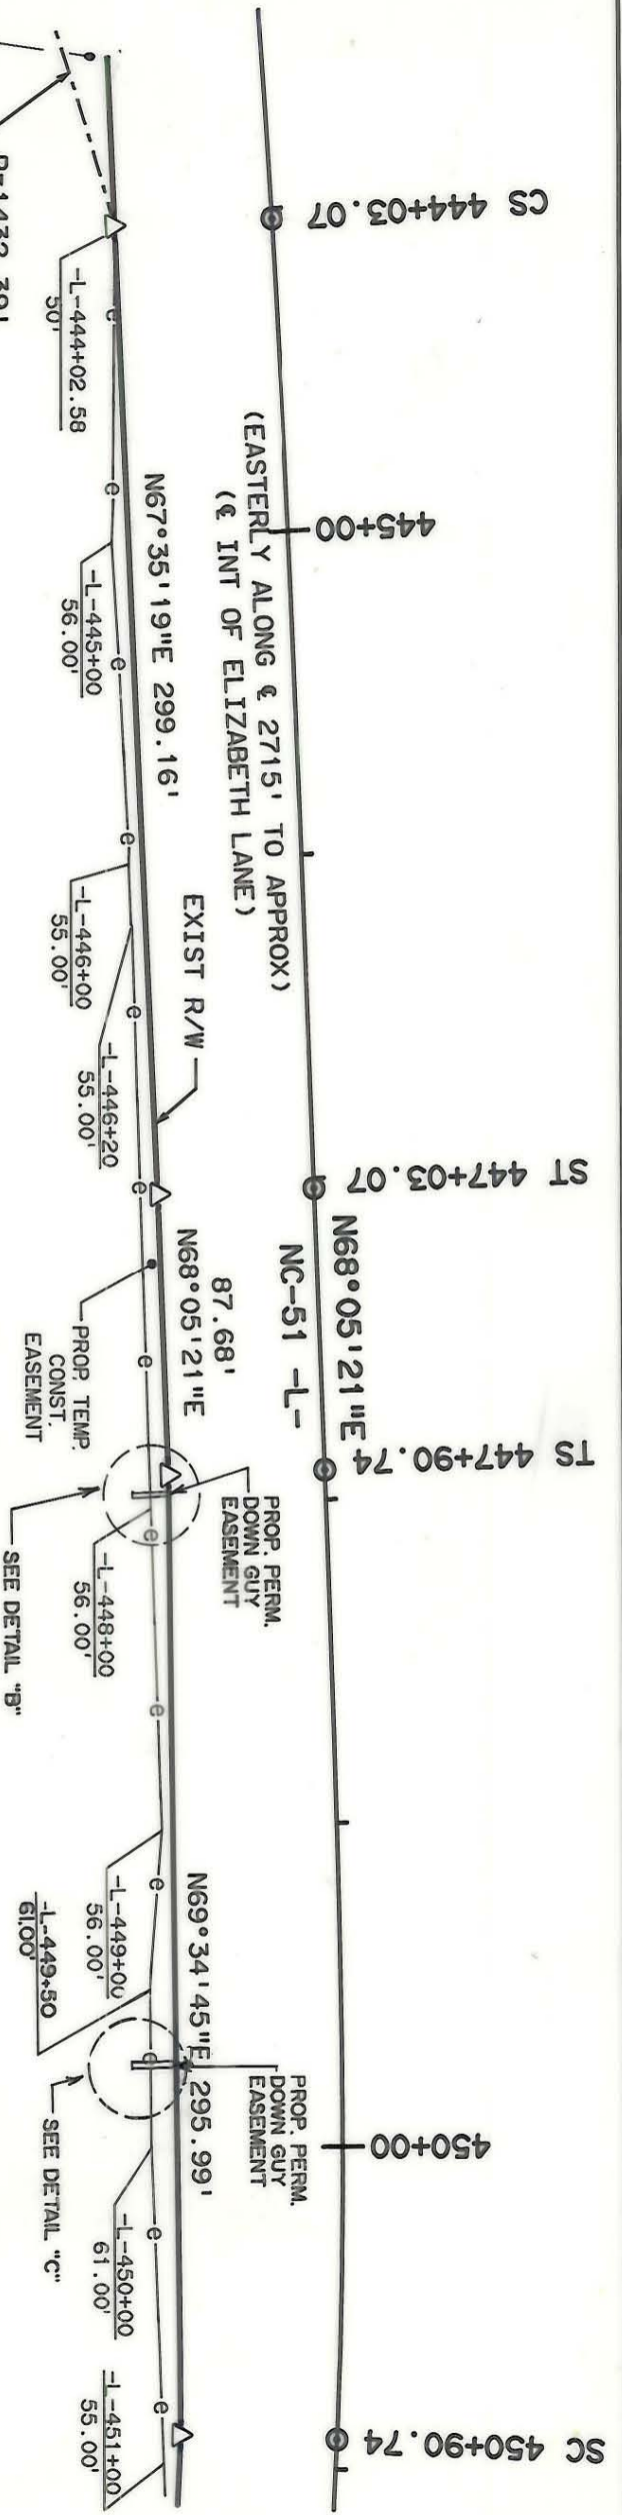 CS 444+03.07
445+00
ST 447+03.07
TS 447+90.74
450+00
SC 450+90.74
(EASTERLY ALONG ℄ 2715' TO APPROX)
(℄ INT OF ELIZABETH LANE)
N68°05'21"E
NC-51 -L-
N67°35'19"E 299.16'
EXIST R/W
87.68'
N68°05'21"E
PROP. PERM.
DOWN GUY
EASEMENT
N69°34'45"E 295.99'
PROP. PERM.
DOWN GUY
EASEMENT
-L-444+02.58
50'
-L-445+00
56.00'
-L-446+00
55.00'
-L-446+20
55.00'
PROP. TEMP.
CONST.
EASEMENT
-L-448+00
56.00'
SEE DETAIL "B"
-L-449+00
56.00'
-L-449+50
61.00'
SEE DETAIL "C"
-L-450+00
61.00'
-L-451+00
55.00'
e e e e e e e e e e e e e e